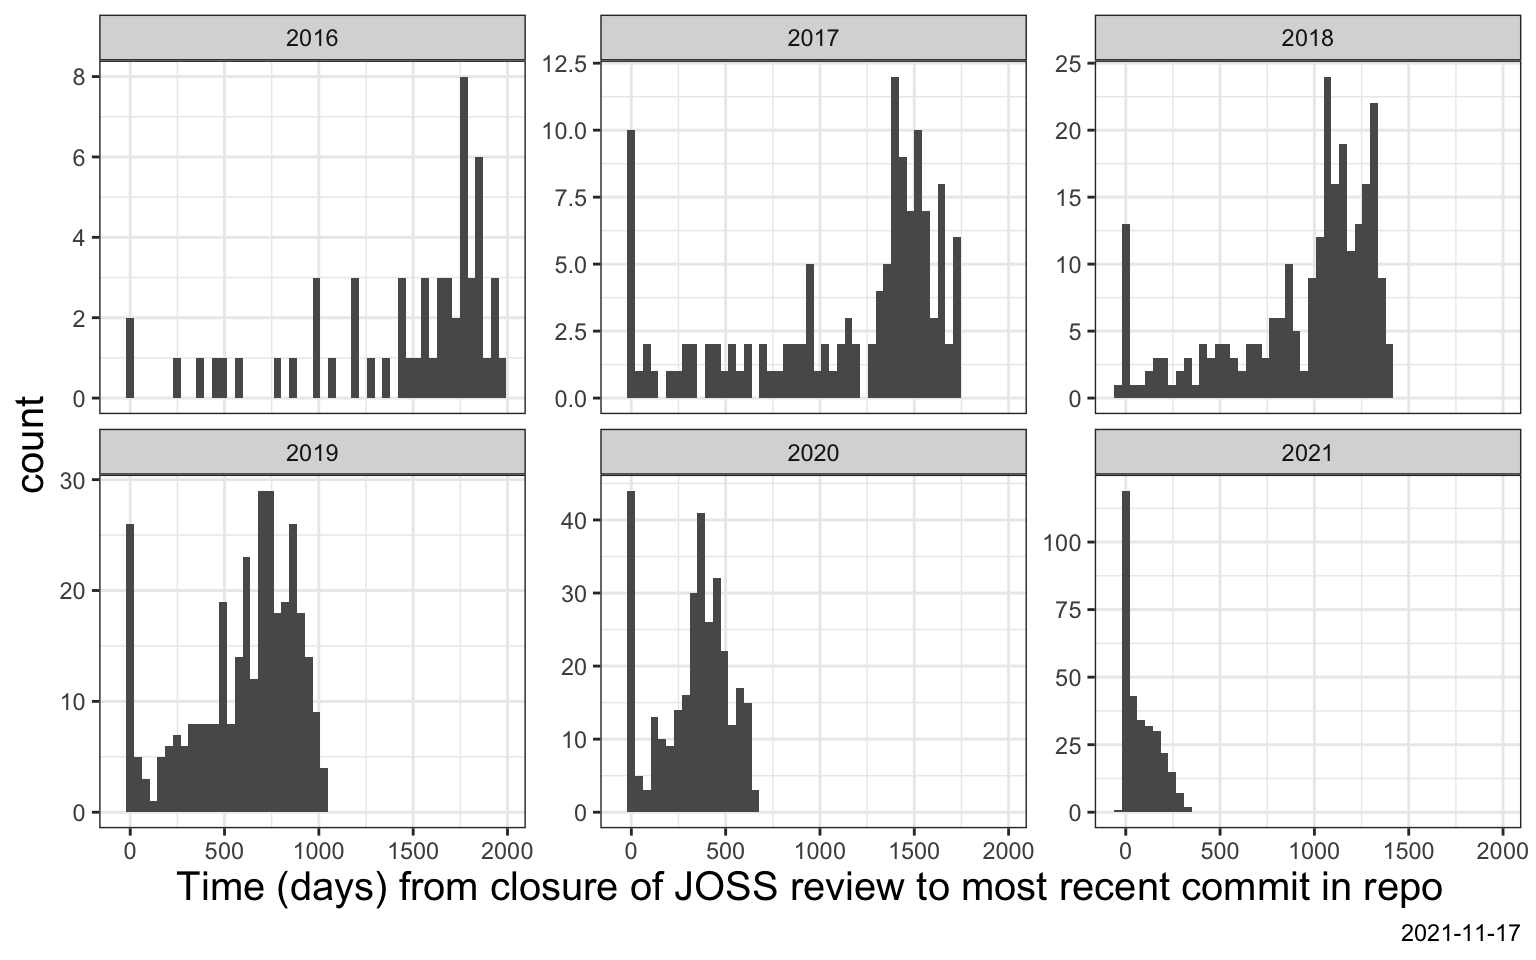 2016 2017 2018
8 12.5 25
6 10.0 20
4 7.5 15
2 5.0 10
0 2.5 5
0.0 0
count
2019 2020 2021
30 40 100
20 30 75
10 20 50
0 10 25
0 0
0 500 1000 1500 2000 0 500 1000 1500 2000 0 500 1000 1500 2000
Time (days) from closure of JOSS review to most recent commit in repo
2021-11-17